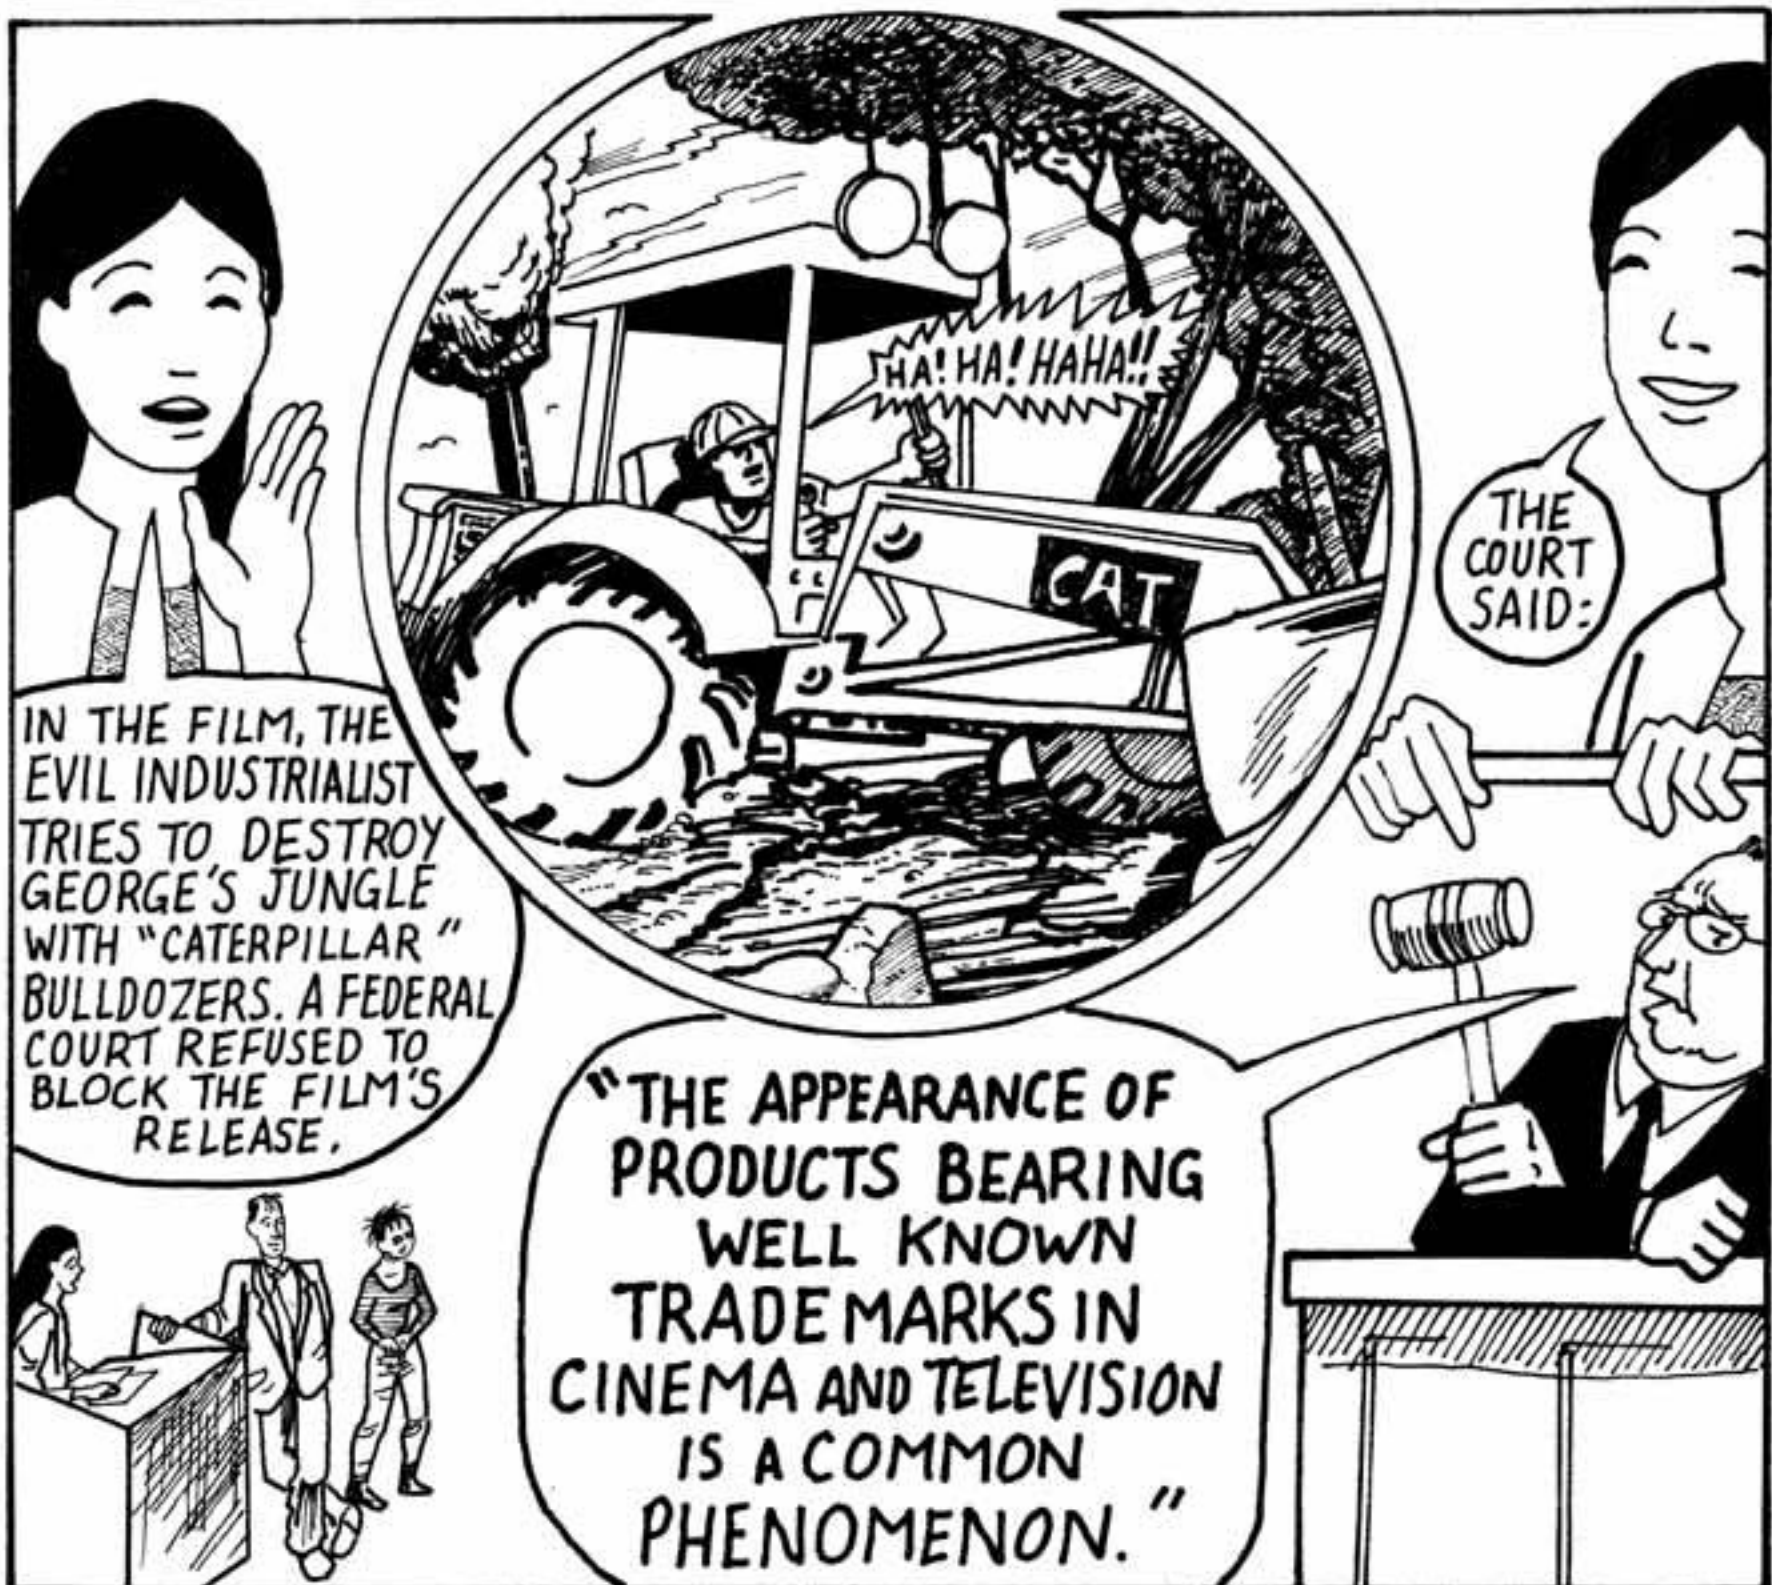 IN THE FILM, THE
EVIL INDUSTRIALIST
TRIES TO DESTROY
GEORGE'S JUNGLE
WITH "CATERPILLAR"
BULLDOZERS. A FEDERAL
COURT REFUSED TO
BLOCK THE FILM'S
RELEASE.
HA! HA! HAHA!!
CAT
THE
COURT
SAID:
"THE APPEARANCE OF
PRODUCTS BEARING
WELL KNOWN
TRADE MARKS IN
CINEMA AND TELEVISION
IS A COMMON
PHENOMENON."